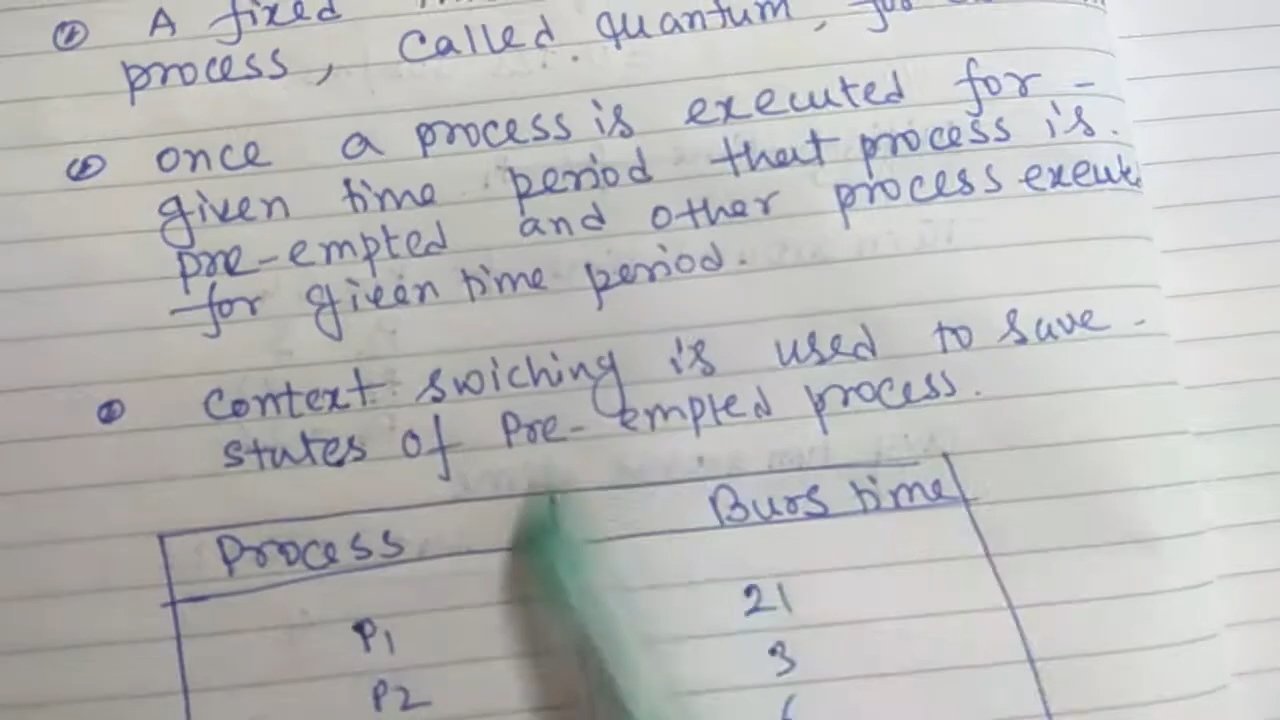 A fixed
process, called quantum,
once a process is executed for -
given time period that process is.
pre-empted and other process
for given time period.
Context swiching is used to save -
states of Pre-empted process.
Process Burs time
P1 21
P2 3